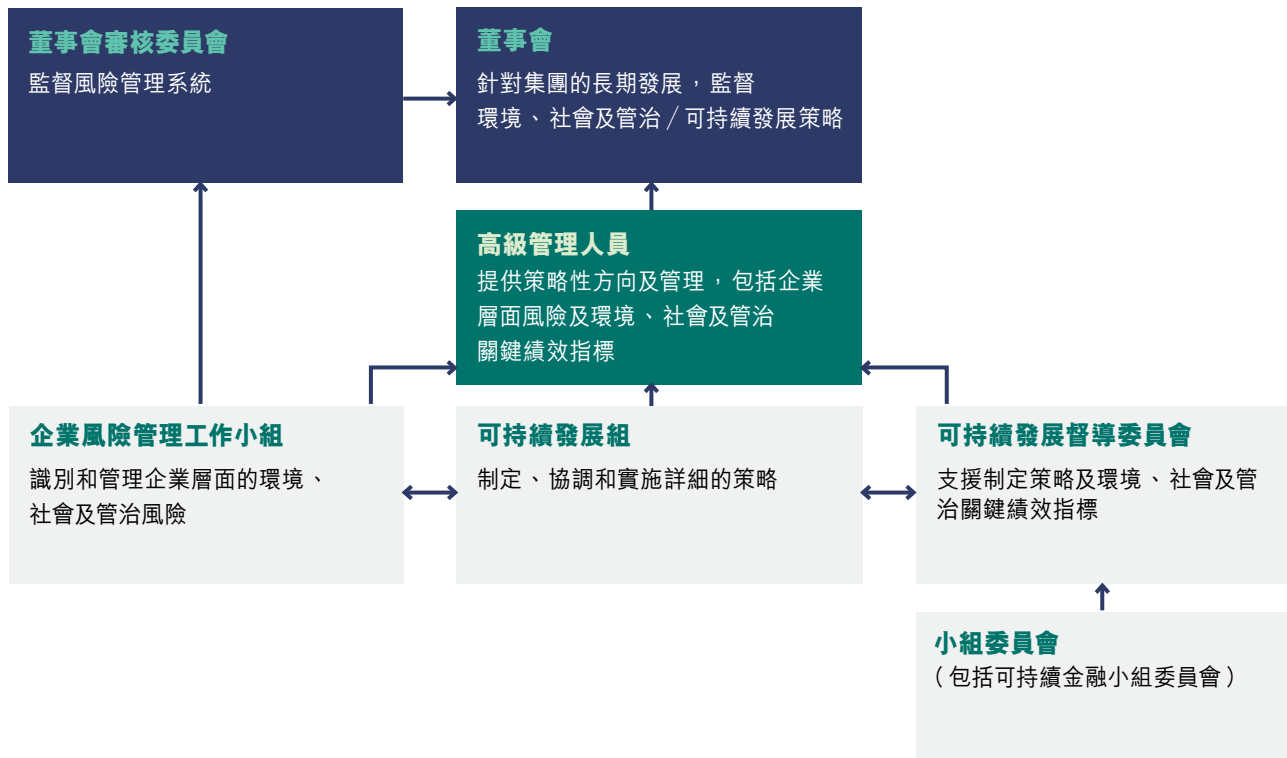 董事會審核委員會
監督風險管理系統
董事會
針對集團的長期發展，監督
環境、社會及管治／可持續發展策略
高級管理人員
提供策略性方向及管理，包括企業
層面風險及環境、社會及管治
關鍵績效指標
企業風險管理工作小組
識別和管理企業層面的環境、
社會及管治風險
可持續發展組
制定、協調和實施詳細的策略
可持續發展督導委員會
支援制定策略及環境、社會及管
治關鍵績效指標
小組委員會
（包括可持續金融小組委員會）